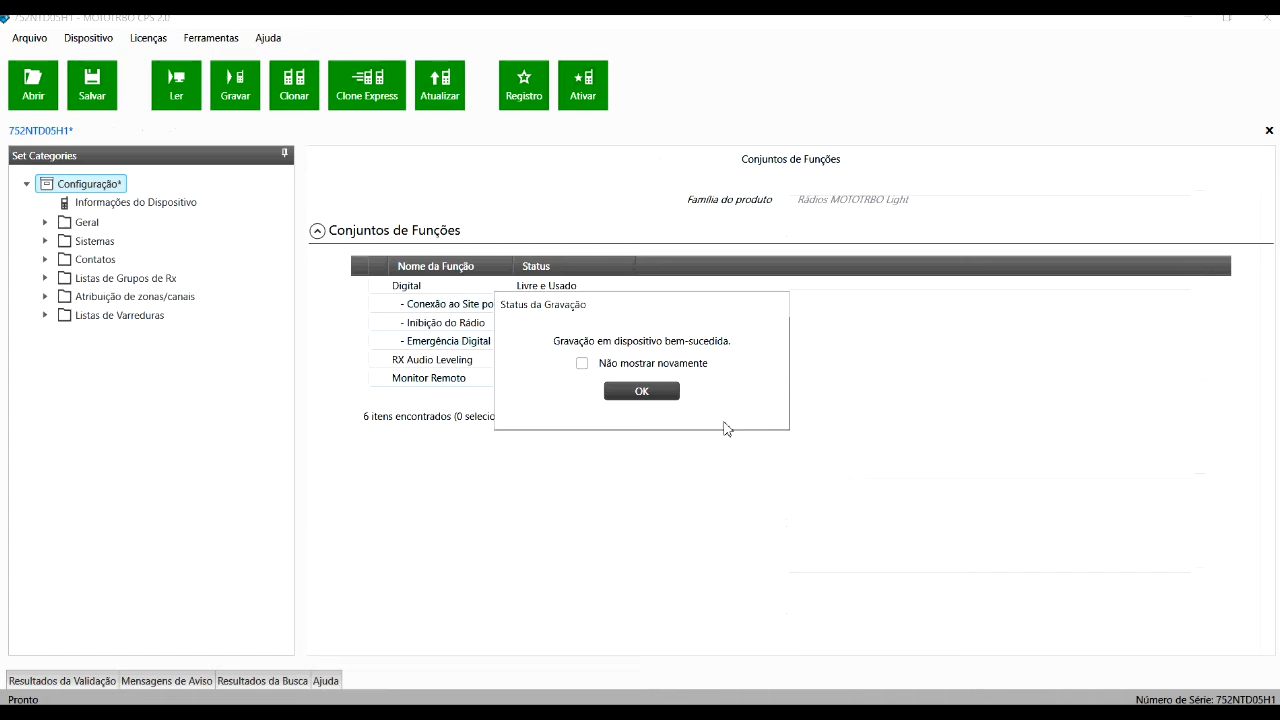 752NTD05H1 - MOTOTRBO CPS 2.0
Arquivo Dispositivo Licenças Ferramentas Ajuda
Abrir Salvar Ler Gravar Clonar Clone Express Atualizar Registro Ativar
752NTD05H1*
Set Categories
Configuração*
Informações do Dispositivo
Geral
Sistemas
Contatos
Listas de Grupos de Rx
Atribuição de zonas/canais
Listas de Varreduras
Conjuntos de Funções
Família do produto Rádios MOTOTRBO Light
Conjuntos de Funções
Nome da Função Status
Digital Livre e Usado
- Conexão ao Site po
- Inibição do Rádio
- Emergência Digital
RX Audio Leveling
Monitor Remoto
6 itens encontrados (0 selecio
Status da Gravação
Gravação em dispositivo bem-sucedida.
Não mostrar novamente
OK
Resultados da Validação Mensagens de Aviso Resultados da Busca Ajuda
Pronto Número de Série: 752NTD05H1